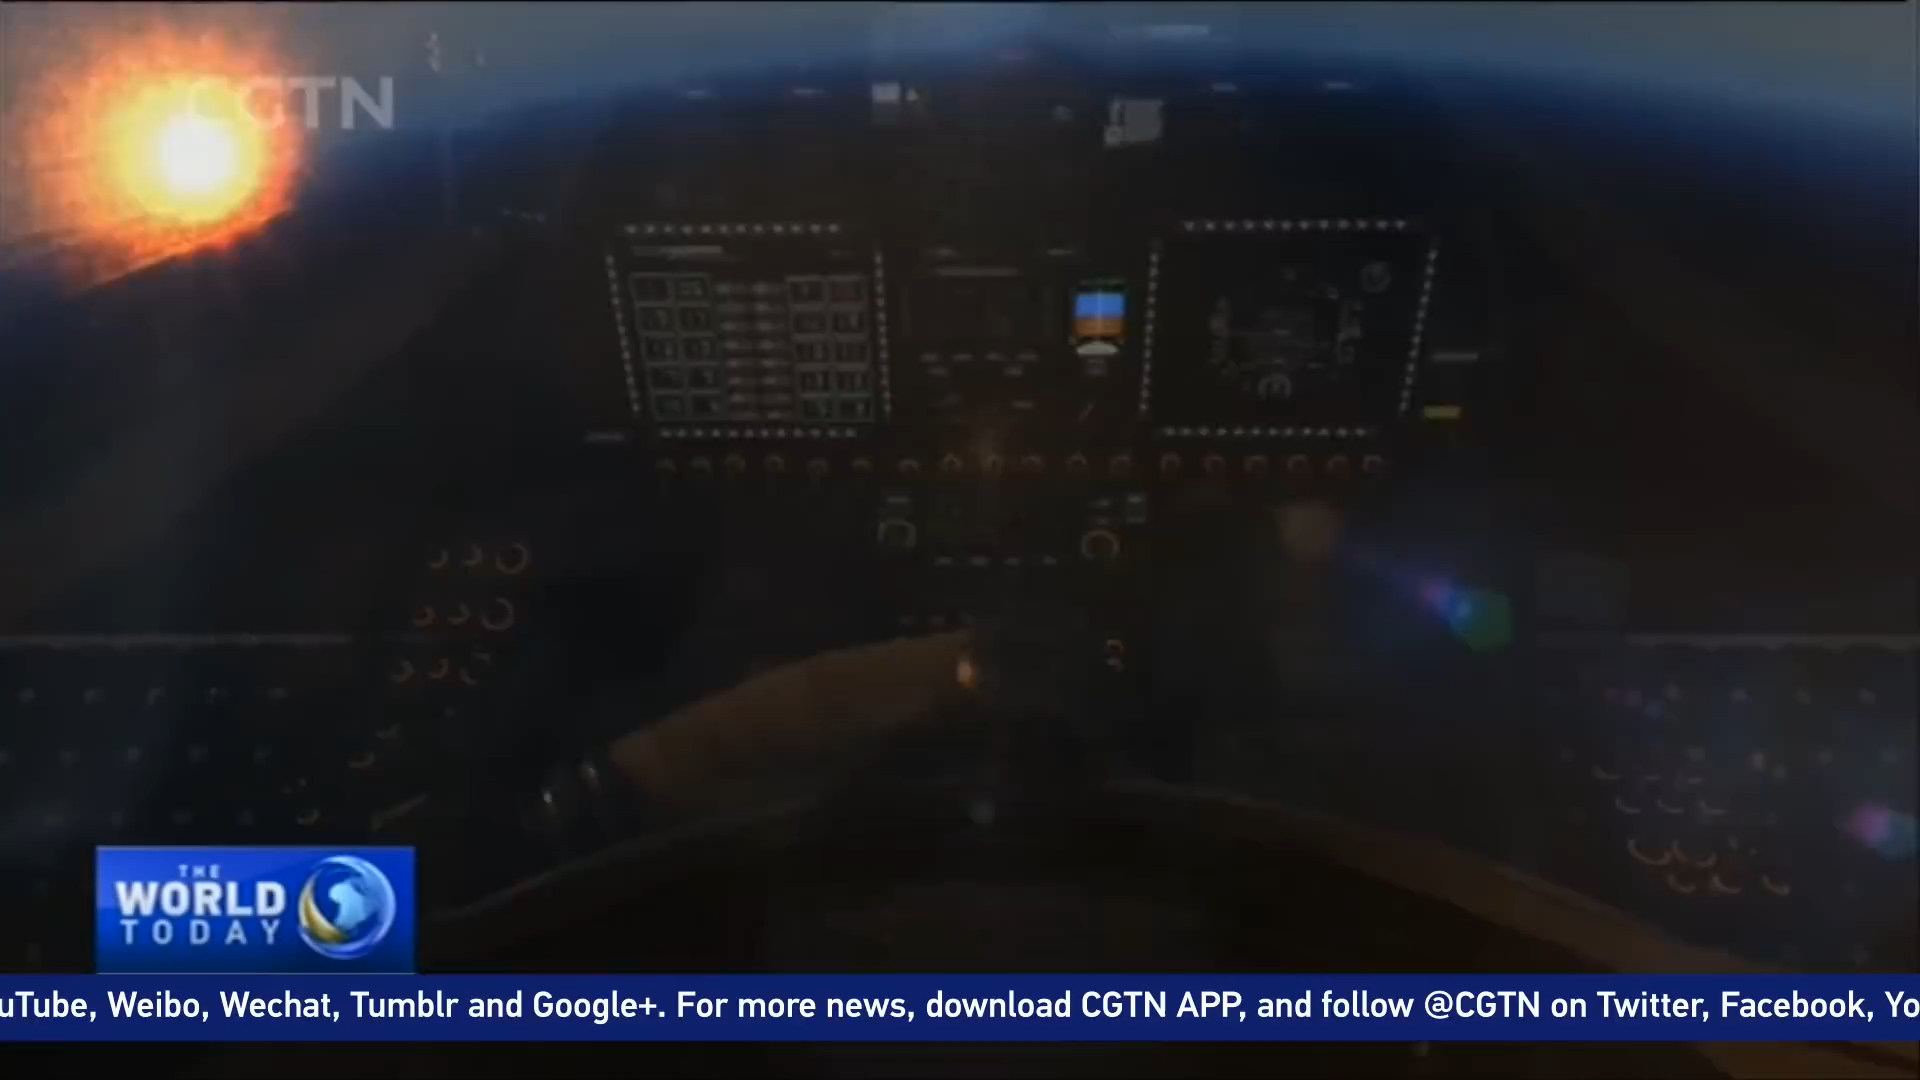 CGTN
THE
WORLD
TODAY
uTube, Weibo, Wechat, Tumblr and Google+. For more news, download CGTN APP, and follow @CGTN on Twitter, Facebook, Yo